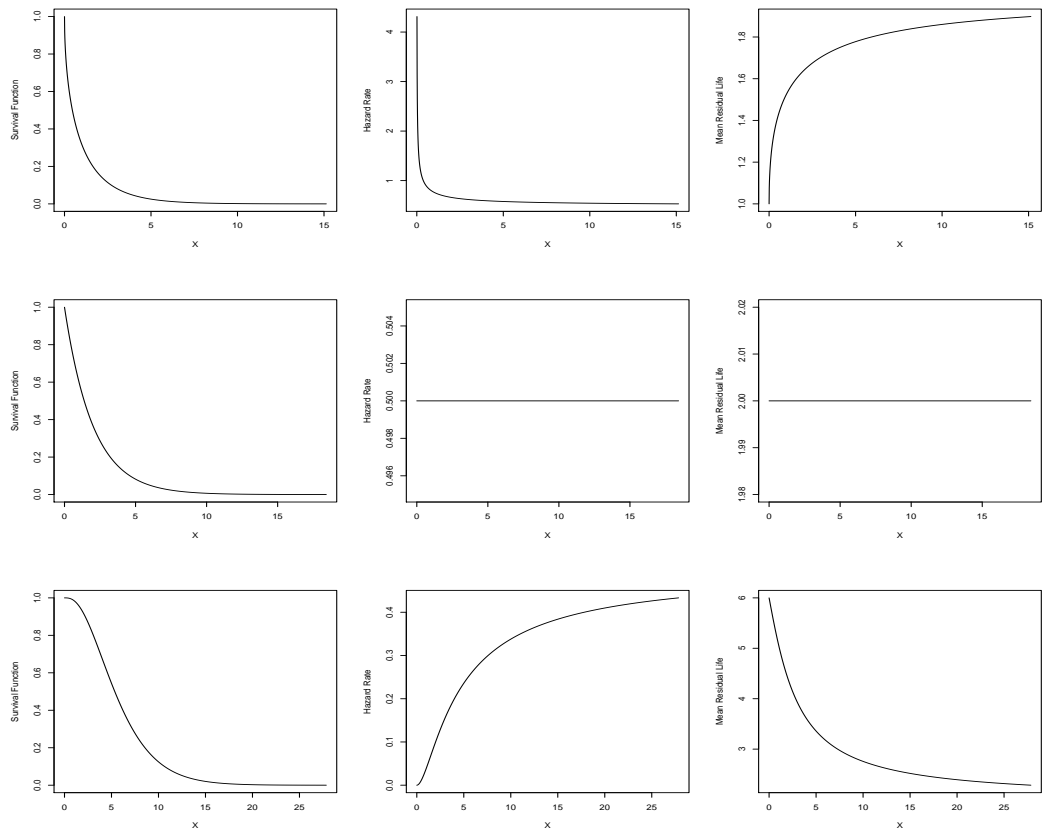 Survival Function
0.0 0.2 0.4 0.6 0.8 1.0
0 5 10 15
X
Hazard Rate
1 2 3 4
0 5 10 15
X
Mean Residual Life
1.0 1.2 1.4 1.6 1.8
0 5 10 15
X
Survival Function
0.0 0.2 0.4 0.6 0.8 1.0
0 5 10 15
X
Hazard Rate
0.496 0.498 0.500 0.502 0.504
0 5 10 15
X
Mean Residual Life
1.98 1.99 2.00 2.01 2.02
0 5 10 15
X
Survival Function
0.0 0.2 0.4 0.6 0.8 1.0
0 5 10 15 20 25
X
Hazard Rate
0.0 0.1 0.2 0.3 0.4
0 5 10 15 20 25
X
Mean Residual Life
3 4 5 6
0 5 10 15 20 25
X